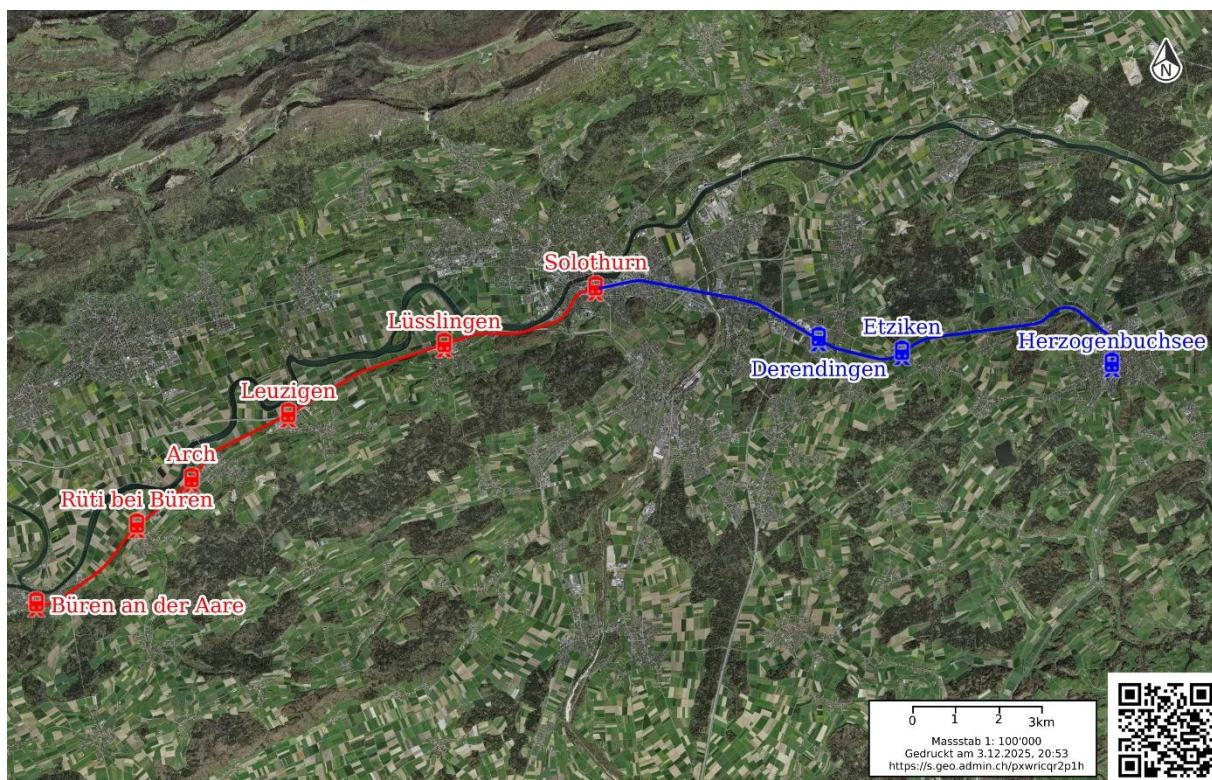 N
Solothurn
Lüsslingen
Etziken
Herzogenbuchsee
Derendingen
Leuzigen
Arch
Rüti bei Büren
Büren an der Aare
0 1 2 3km
Massstab 1: 100'000
Gedruckt am 3.12.2025, 20:53
https://s.geo.admin.ch/pxwricqr2p1h